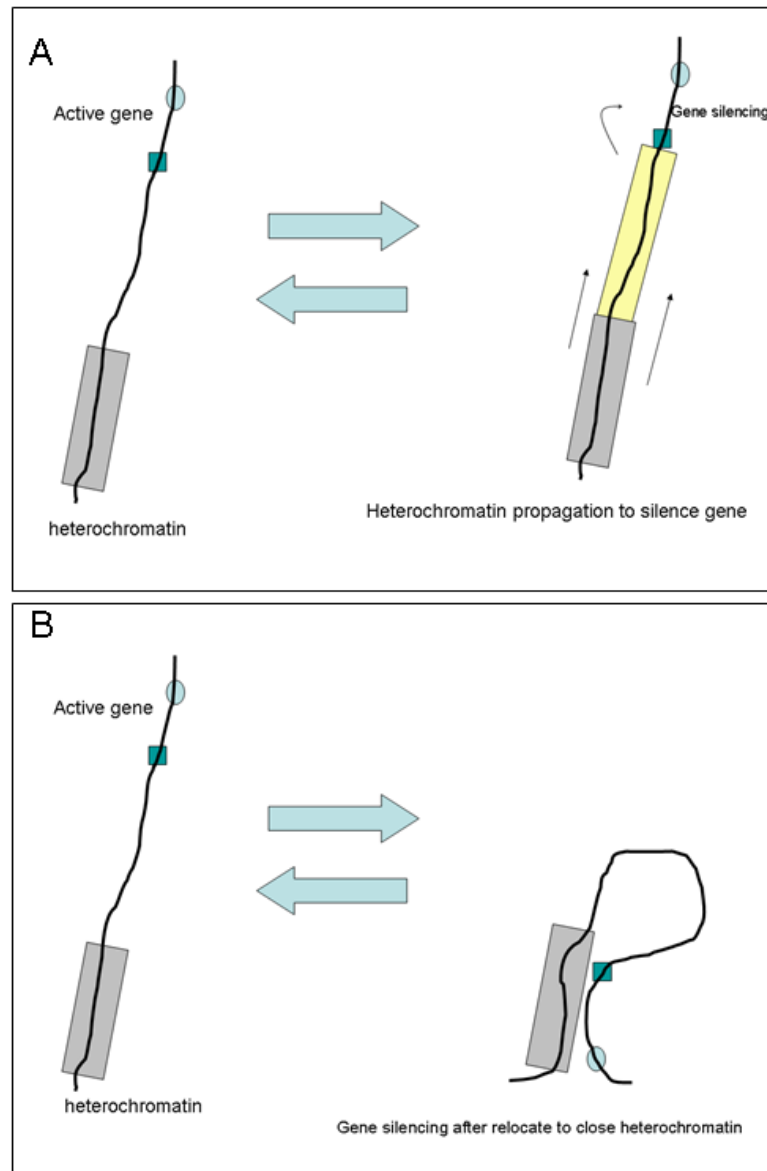 A
Active gene
Gene silencing
heterochromatin
Heterochromatin propagation to silence gene
B
Active gene
heterochromatin
Gene silencing after relocate to close heterochromatin